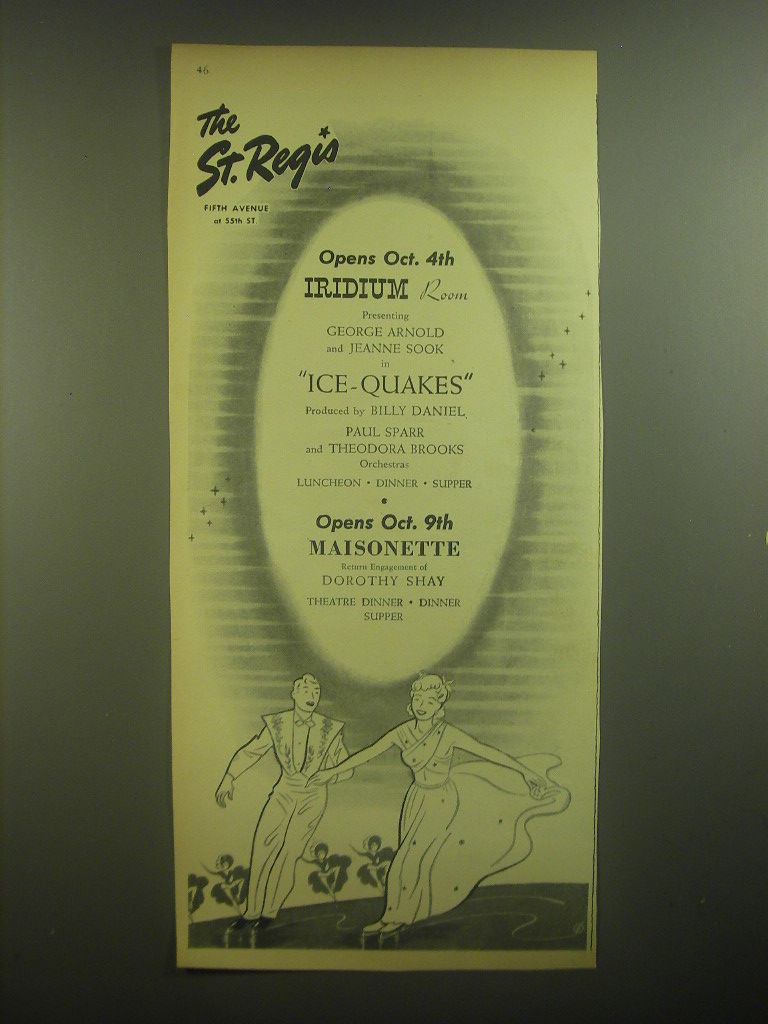 46
The
St. Regis
FIFTH AVENUE
at 55th ST.
Opens Oct. 4th
IRIDIUM Room
Presenting
GEORGE ARNOLD
and JEANNE SOOK
in
"ICE-QUAKES"
Produced by BILLY DANIEL
PAUL SPARR
and THEODORA BROOKS
Orchestras
LUNCHEON • DINNER • SUPPER
•
Opens Oct. 9th
MAISONETTE
Return Engagement of
DOROTHY SHAY
THEATRE DINNER • DINNER
SUPPER